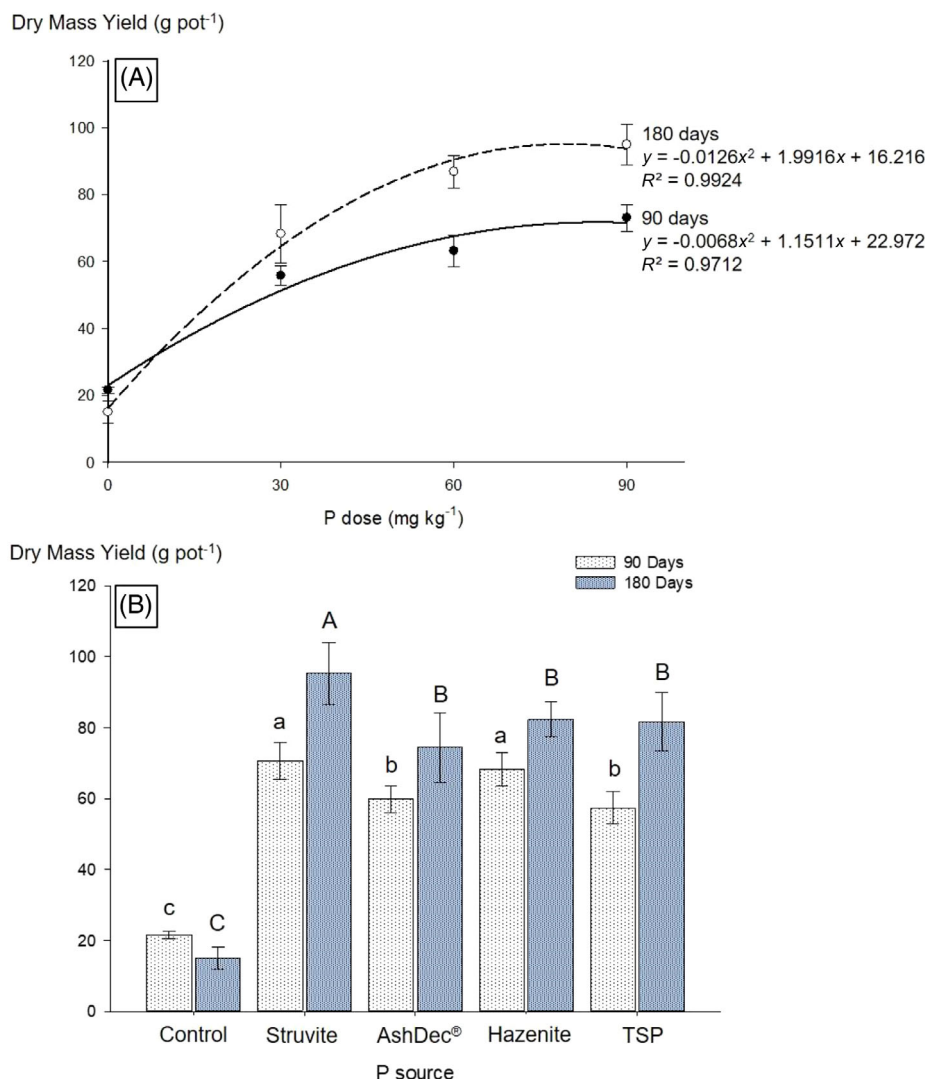 Dry Mass Yield (g pot⁻¹)
120
(A)
100
80
60
40
20
0
180 days
y = -0.0126x² + 1.9916x + 16.216
R² = 0.9924
90 days
y = -0.0068x² + 1.1511x + 22.972
R² = 0.9712
0 30 60 90
P dose (mg kg⁻¹)
Dry Mass Yield (g pot⁻¹)
90 Days
180 Days
120
(B)
100
80
60
40
20
0
c C a A b B a B b B
Control Struvite AshDec® Hazenite TSP
P source